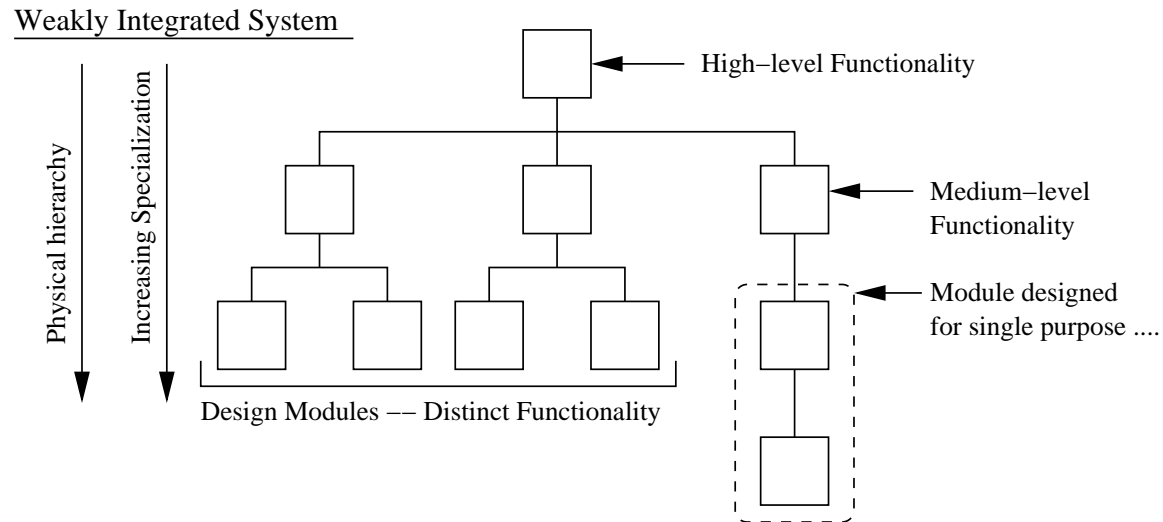 Weakly Integrated System
Physical hierarchy
Increasing Specialization
High−level Functionality
Medium−level
Functionality
Module designed
for single purpose ....
Design Modules −− Distinct Functionality